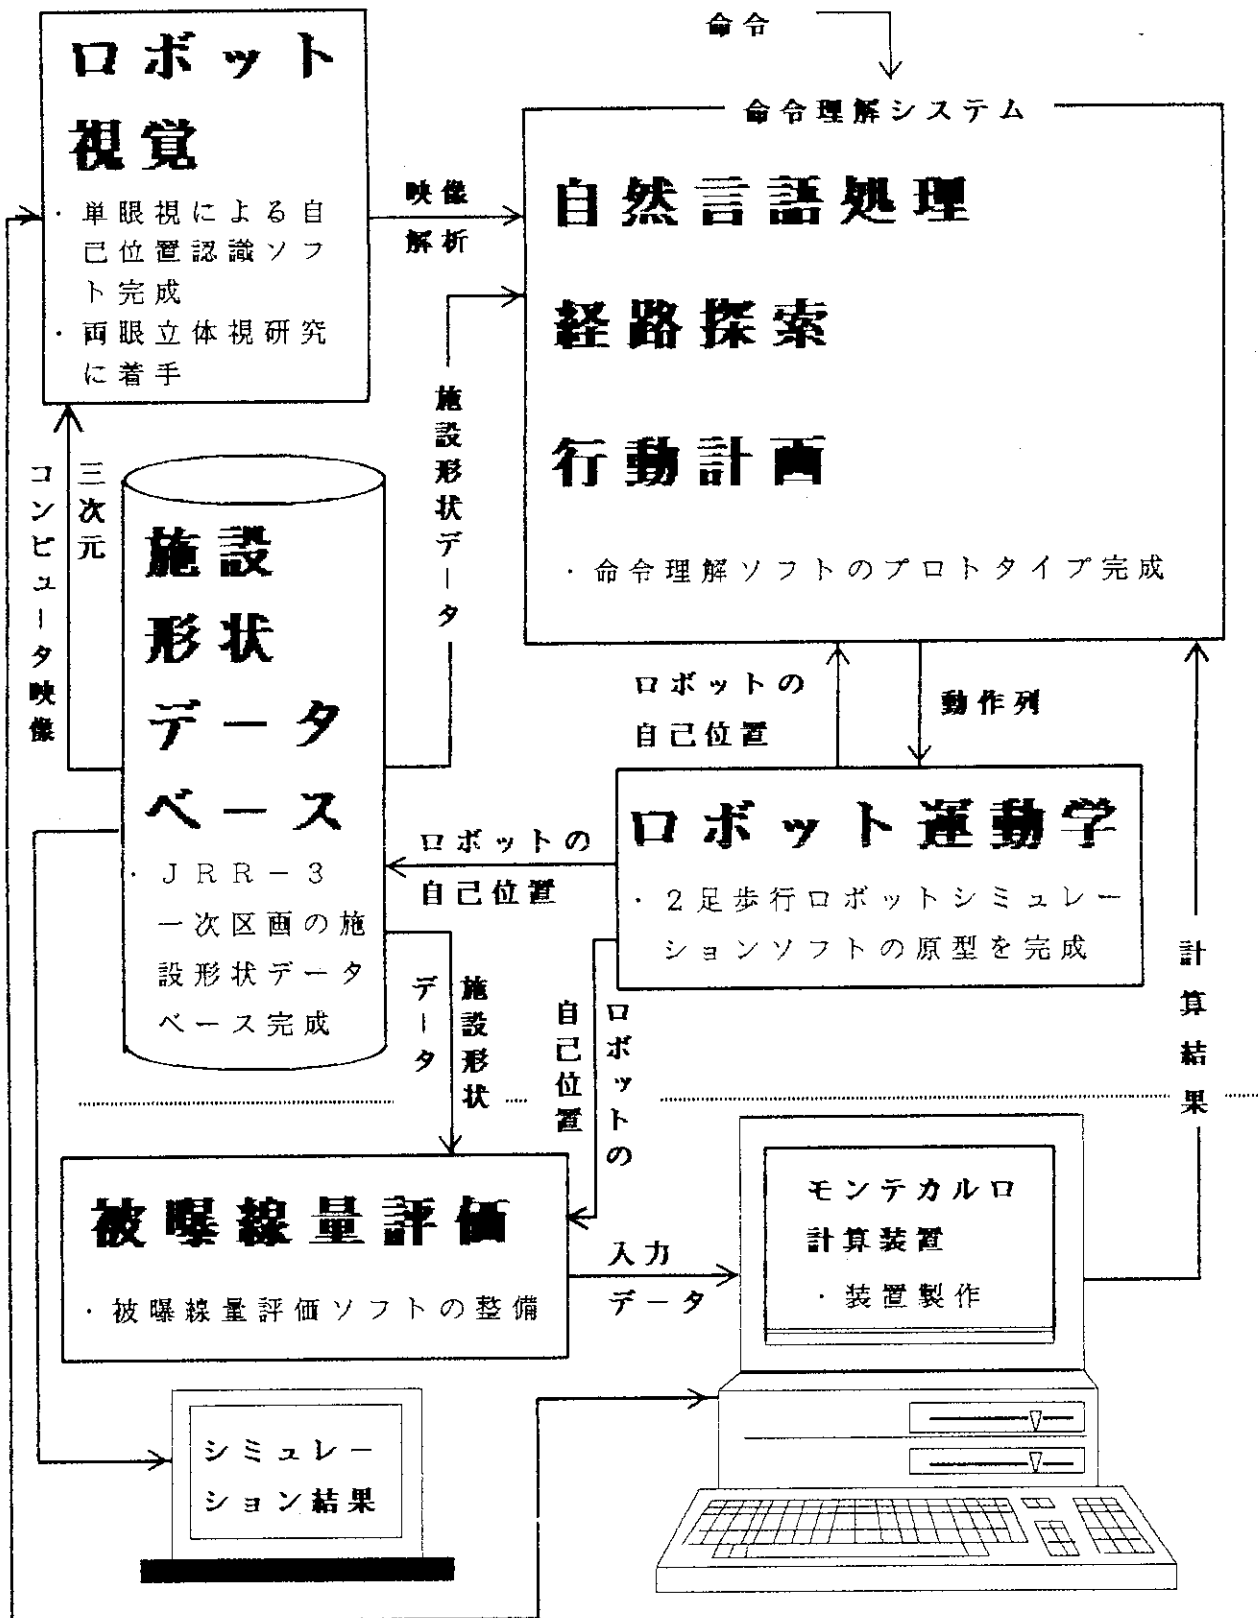 命令
ロボット
視覚
・単眼視による自
己位置認識ソフ
ト完成
・両眼立体視研究
に着手
映像
解析
命令理解システム
自然言語処理
経路探索
行動計画
・命令理解ソフトのプロトタイプ完成
三次元
コンピュータ映像
施設形状データ
施設
形状
データ
ベース
・JRR-3
一次区画の施
設形状データ
ベース完成
ロボットの
自己位置
動作列
ロボットの
自己位置
ロボット運動学
・2足歩行ロボットシミュレー
ションソフトの原型を完成
施設形状
データ
ロボットの
自己位置
計算結果
被曝線量評価
・被曝線量評価ソフトの整備
入力
データ
モンテカルロ
計算装置
・装置製作
シミュレー
ション結果